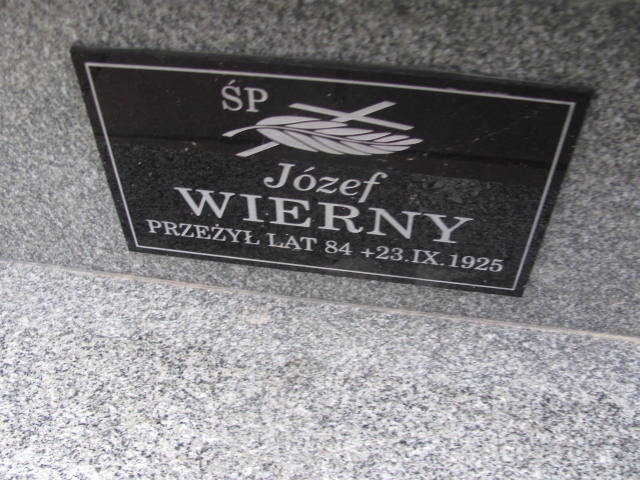 ŚP
Józef
WIERNY
PRZEŻYŁ LAT 84 +23.IX.1925